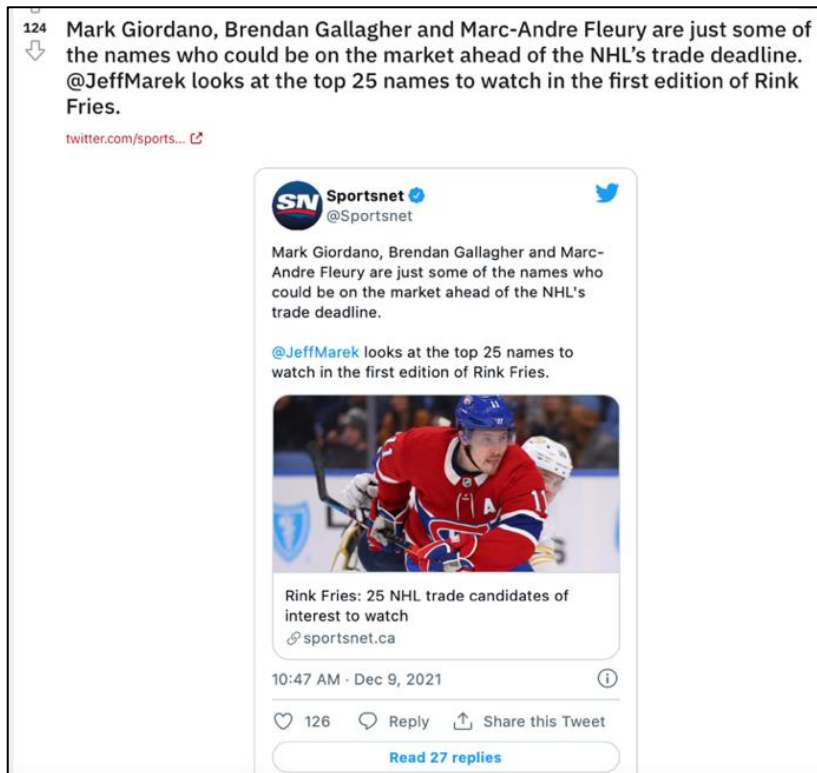 124
Mark Giordano, Brendan Gallagher and Marc-Andre Fleury are just some of
the names who could be on the market ahead of the NHL’s trade deadline.
@JeffMarek looks at the top 25 names to watch in the first edition of Rink
Fries.
twitter.com/sports...
SN
Sportsnet
@Sportsnet
Mark Giordano, Brendan Gallagher and Marc-
Andre Fleury are just some of the names who
could be on the market ahead of the NHL's
trade deadline.
@JeffMarek looks at the top 25 names to
watch in the first edition of Rink Fries.
11
11
A
11
Rink Fries: 25 NHL trade candidates of
interest to watch
sportsnet.ca
10:47 AM · Dec 9, 2021
126 Reply Share this Tweet
Read 27 replies